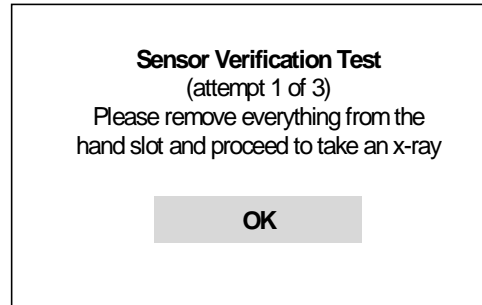 Sensor Verification Test
(attempt 1 of 3)
Please remove everything from the
hand slot and proceed to take an x-ray
OK